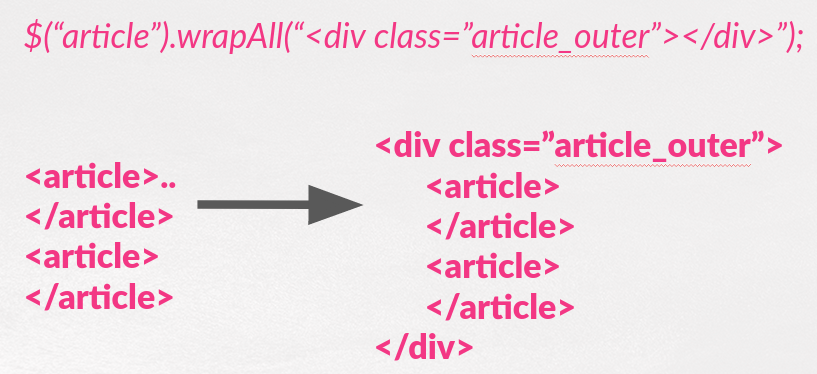 $(“article”).wrapAll(“<div class=”article_outer”></div>”);
<article>..
</article>
<article>
</article>
<div class=”article_outer”>
<article>
</article>
<article>
</article>
</div>